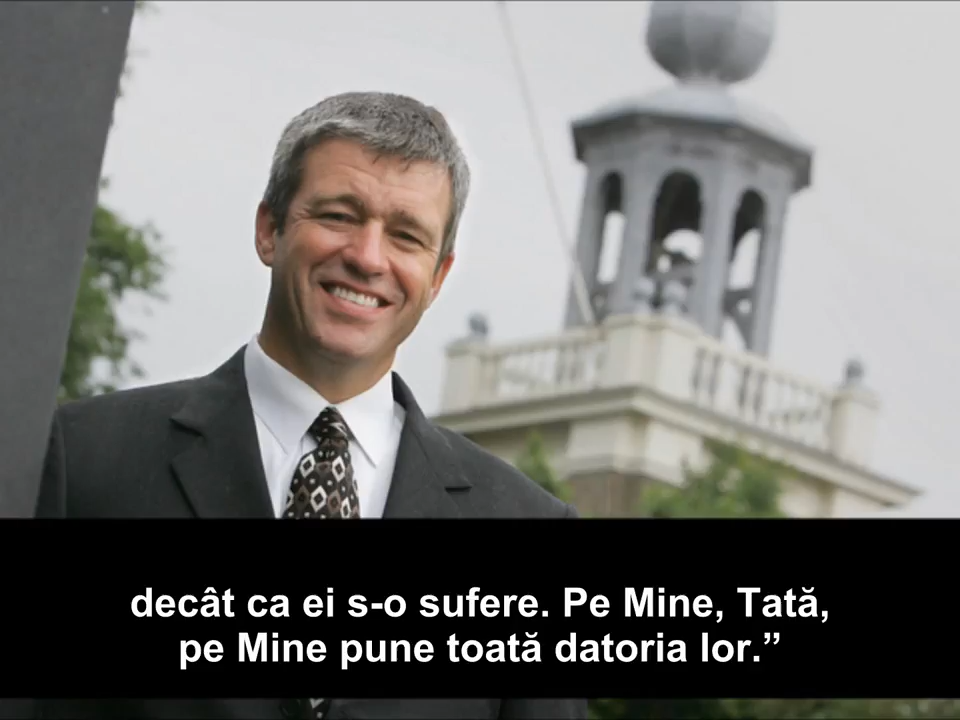 decât ca ei s-o sufere. Pe Mine, Tată,
pe Mine pune toată datoria lor.”